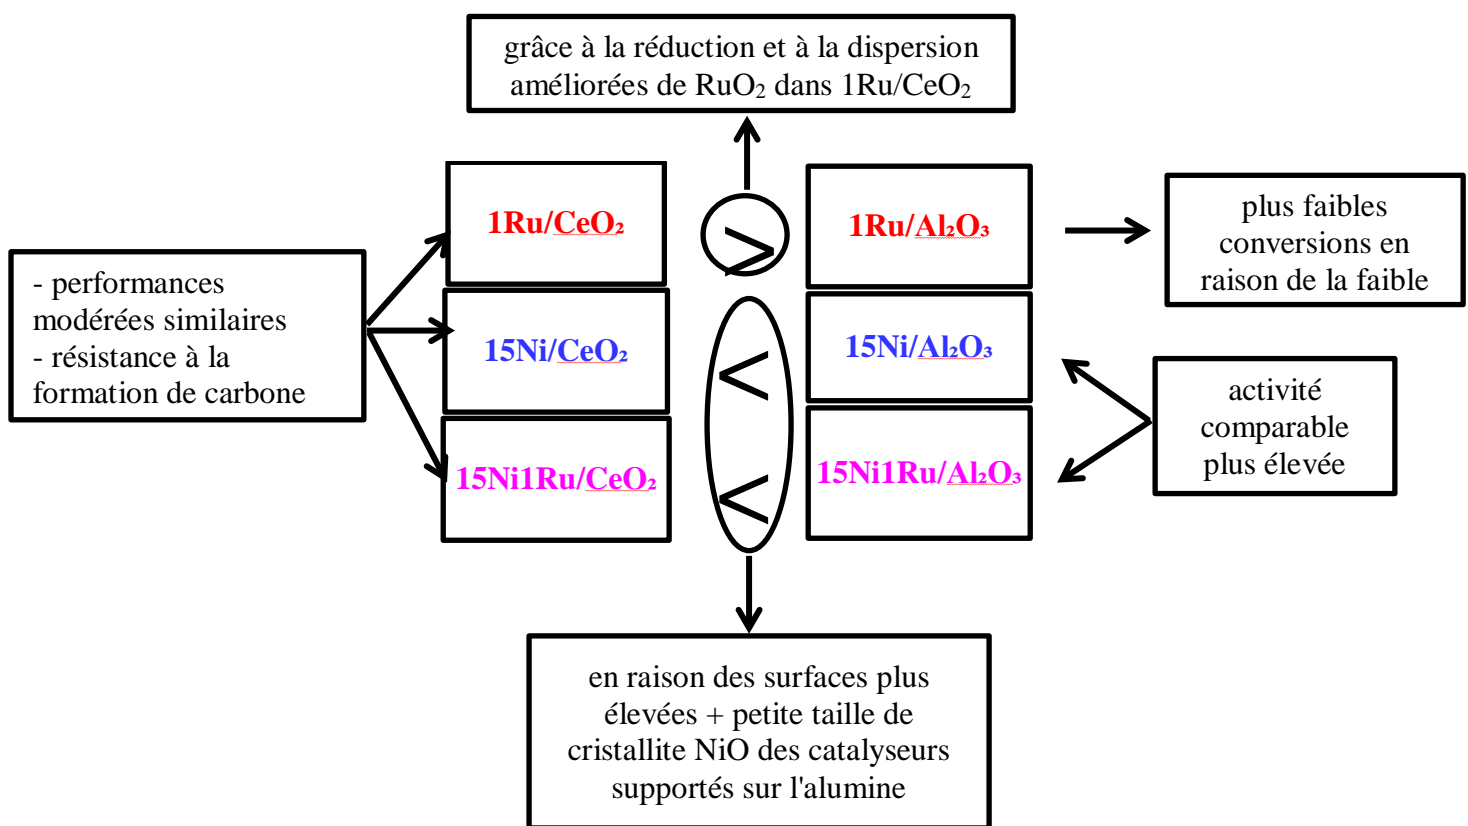 grâce à la réduction et à la dispersion
améliorées de RuO₂ dans 1Ru/CeO₂
- performances
modérées similaires
- résistance à la
formation de carbone
1Ru/CeO₂
>
1Ru/Al₂O₃
plus faibles
conversions en
raison de la faible
15Ni/CeO₂
<
15Ni/Al₂O₃
15Ni1Ru/CeO₂
<
15Ni1Ru/Al₂O₃
activité
comparable
plus élevée
en raison des surfaces plus
élevées + petite taille de
cristallite NiO des catalyseurs
supportés sur l'alumine